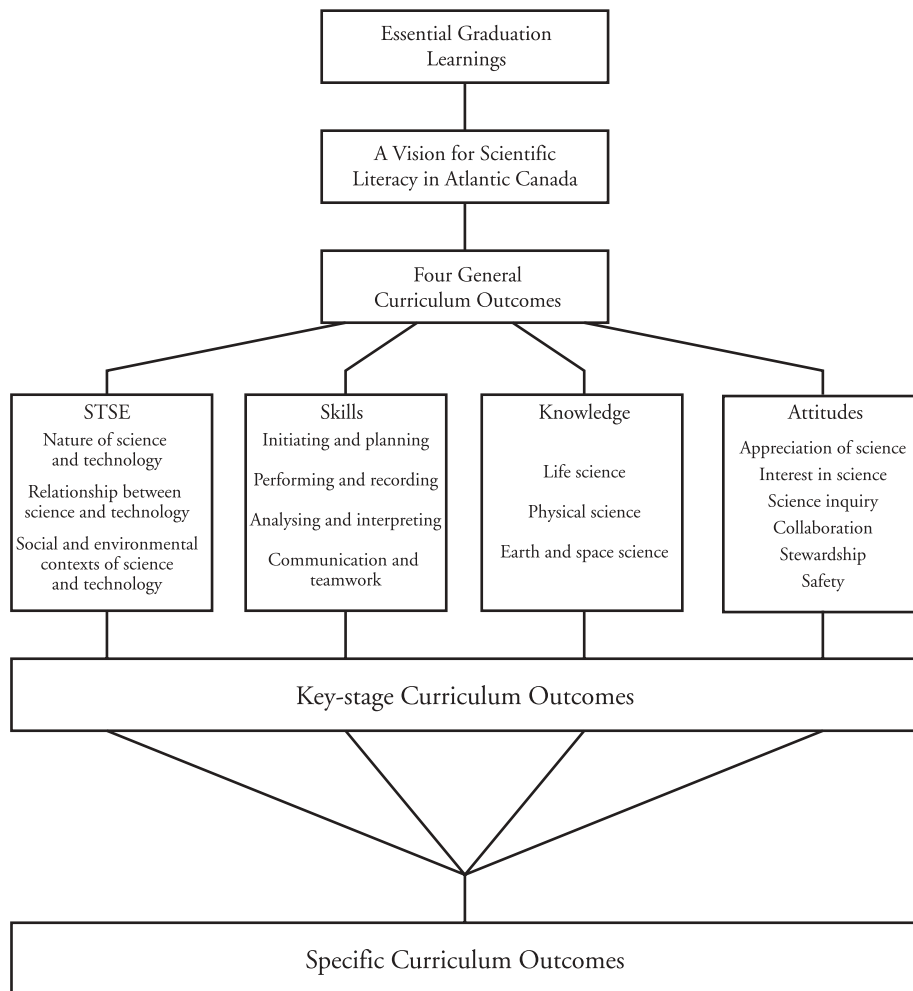 Essential Graduation
Learnings
A Vision for Scientific
Literacy in Atlantic Canada
Four General
Curriculum Outcomes
STSE
Nature of science
and technology
Relationship between
science and technology
Social and environmental
contexts of science
and technology
Skills
Initiating and planning
Performing and recording
Analysing and interpreting
Communication and
teamwork
Knowledge
Life science
Physical science
Earth and space science
Attitudes
Appreciation of science
Interest in science
Science inquiry
Collaboration
Stewardship
Safety
Key-stage Curriculum Outcomes
Specific Curriculum Outcomes